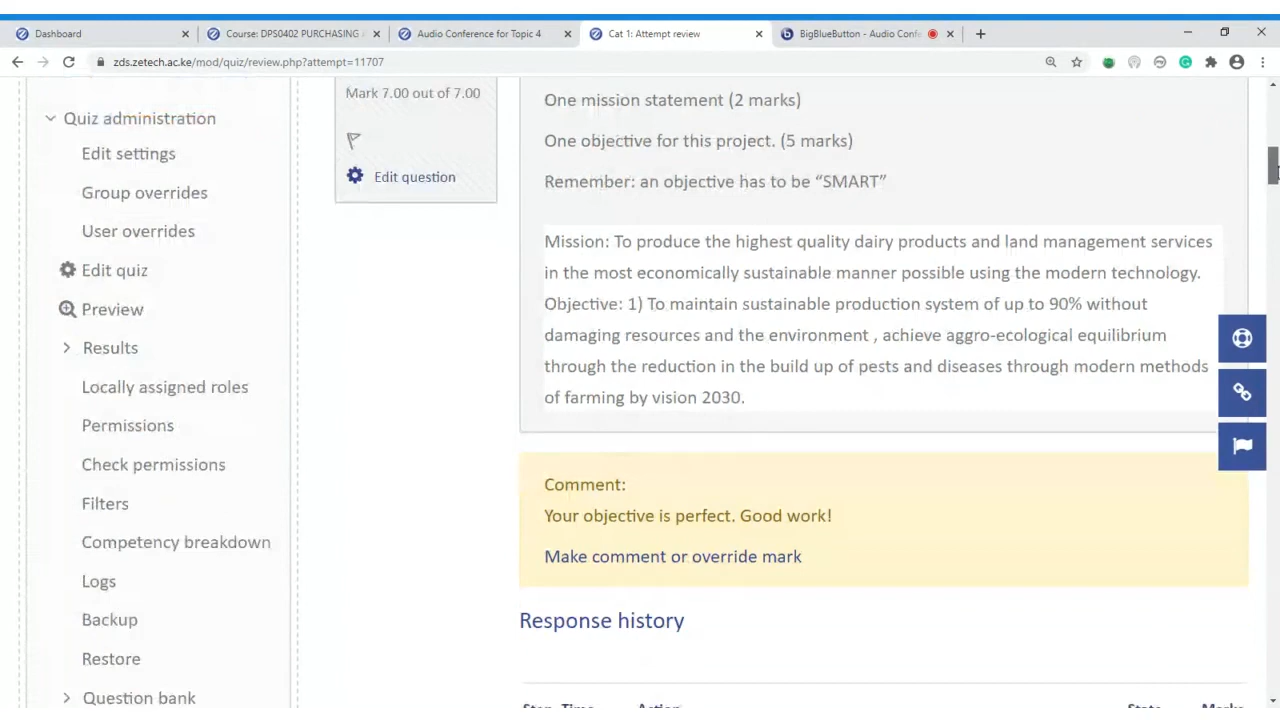 Dashboard
Course: DPS0402 PURCHASING
Audio Conference for Topic 4
Cat 1: Attempt review
BigBlueButton - Audio Confe
zds.zetech.ac.ke/mod/quiz/review.php?attempt=11707
Quiz administration
Edit settings
Group overrides
User overrides
Edit quiz
Preview
Results
Locally assigned roles
Permissions
Check permissions
Filters
Competency breakdown
Logs
Backup
Restore
Question bank
Mark 7.00 out of 7.00
Edit question
One mission statement (2 marks)
One objective for this project. (5 marks)
Remember: an objective has to be “SMART”
Mission: To produce the highest quality dairy products and land management services
in the most economically sustainable manner possible using the modern technology.
Objective: 1) To maintain sustainable production system of up to 90% without
damaging resources and the environment , achieve aggro-ecological equilibrium
through the reduction in the build up of pests and diseases through modern methods
of farming by vision 2030.
Comment:
Your objective is perfect. Good work!
Make comment or override mark
Response history
Step Time Action State Marks